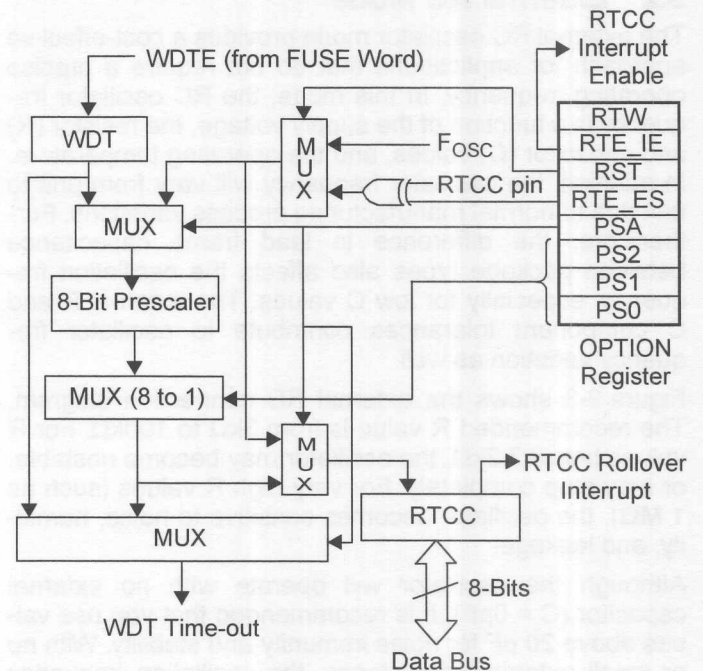 RTCC
Interrupt
Enable
WDTE (from FUSE Word)
WDT
M
U
X
FOSC
RTCC pin
RTW
RTE_IE
RST
RTE_ES
PSA
PS2
PS1
PS0
OPTION
Register
MUX
8-Bit Prescaler
MUX (8 to 1)
M
U
X
RTCC Rollover
Interrupt
RTCC
MUX
8-Bits
WDT Time-out
Data Bus